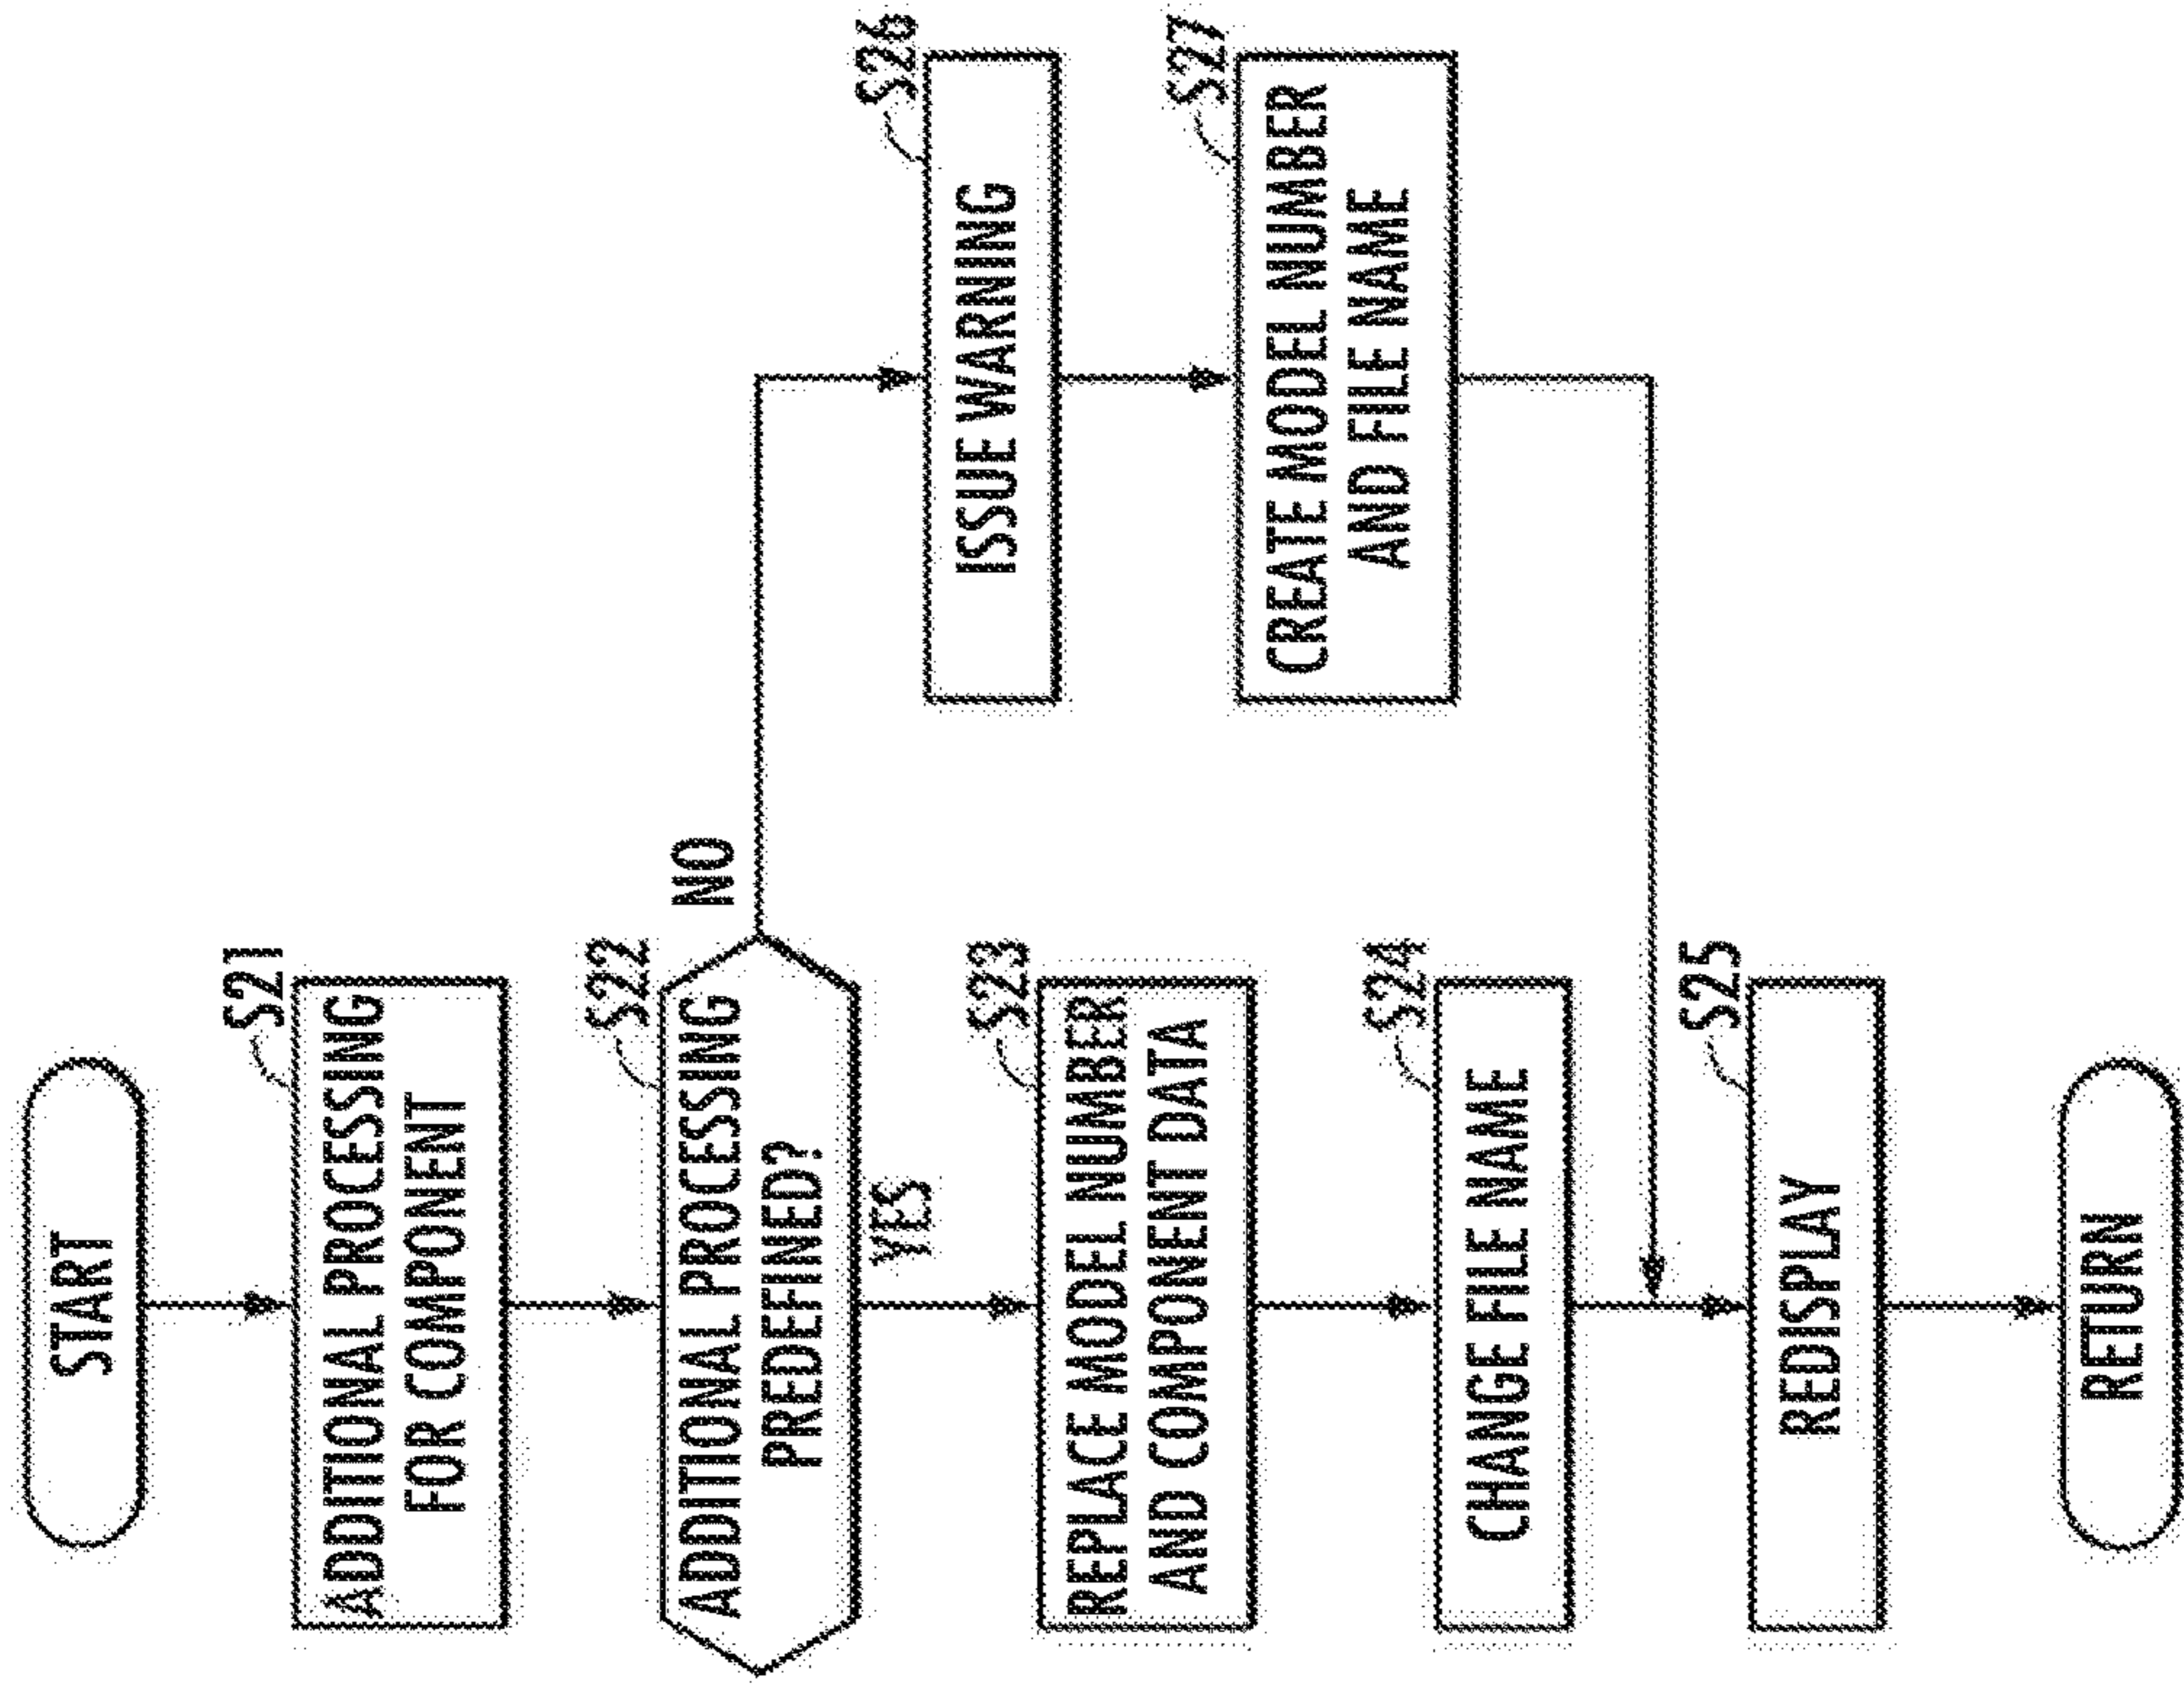 START
S21
ADDITIONAL PROCESSING
FOR COMPONENT
S22
ADDITIONAL PROCESSING
PREDEFINED?
NO
YES
S23
REPLACE MODEL NUMBER
AND COMPONENT DATA
S24
CHANGE FILE NAME
S25
REDISPLAY
RETURN
S26
ISSUE WARNING
S27
CREATE MODEL NUMBER
AND FILE NAME